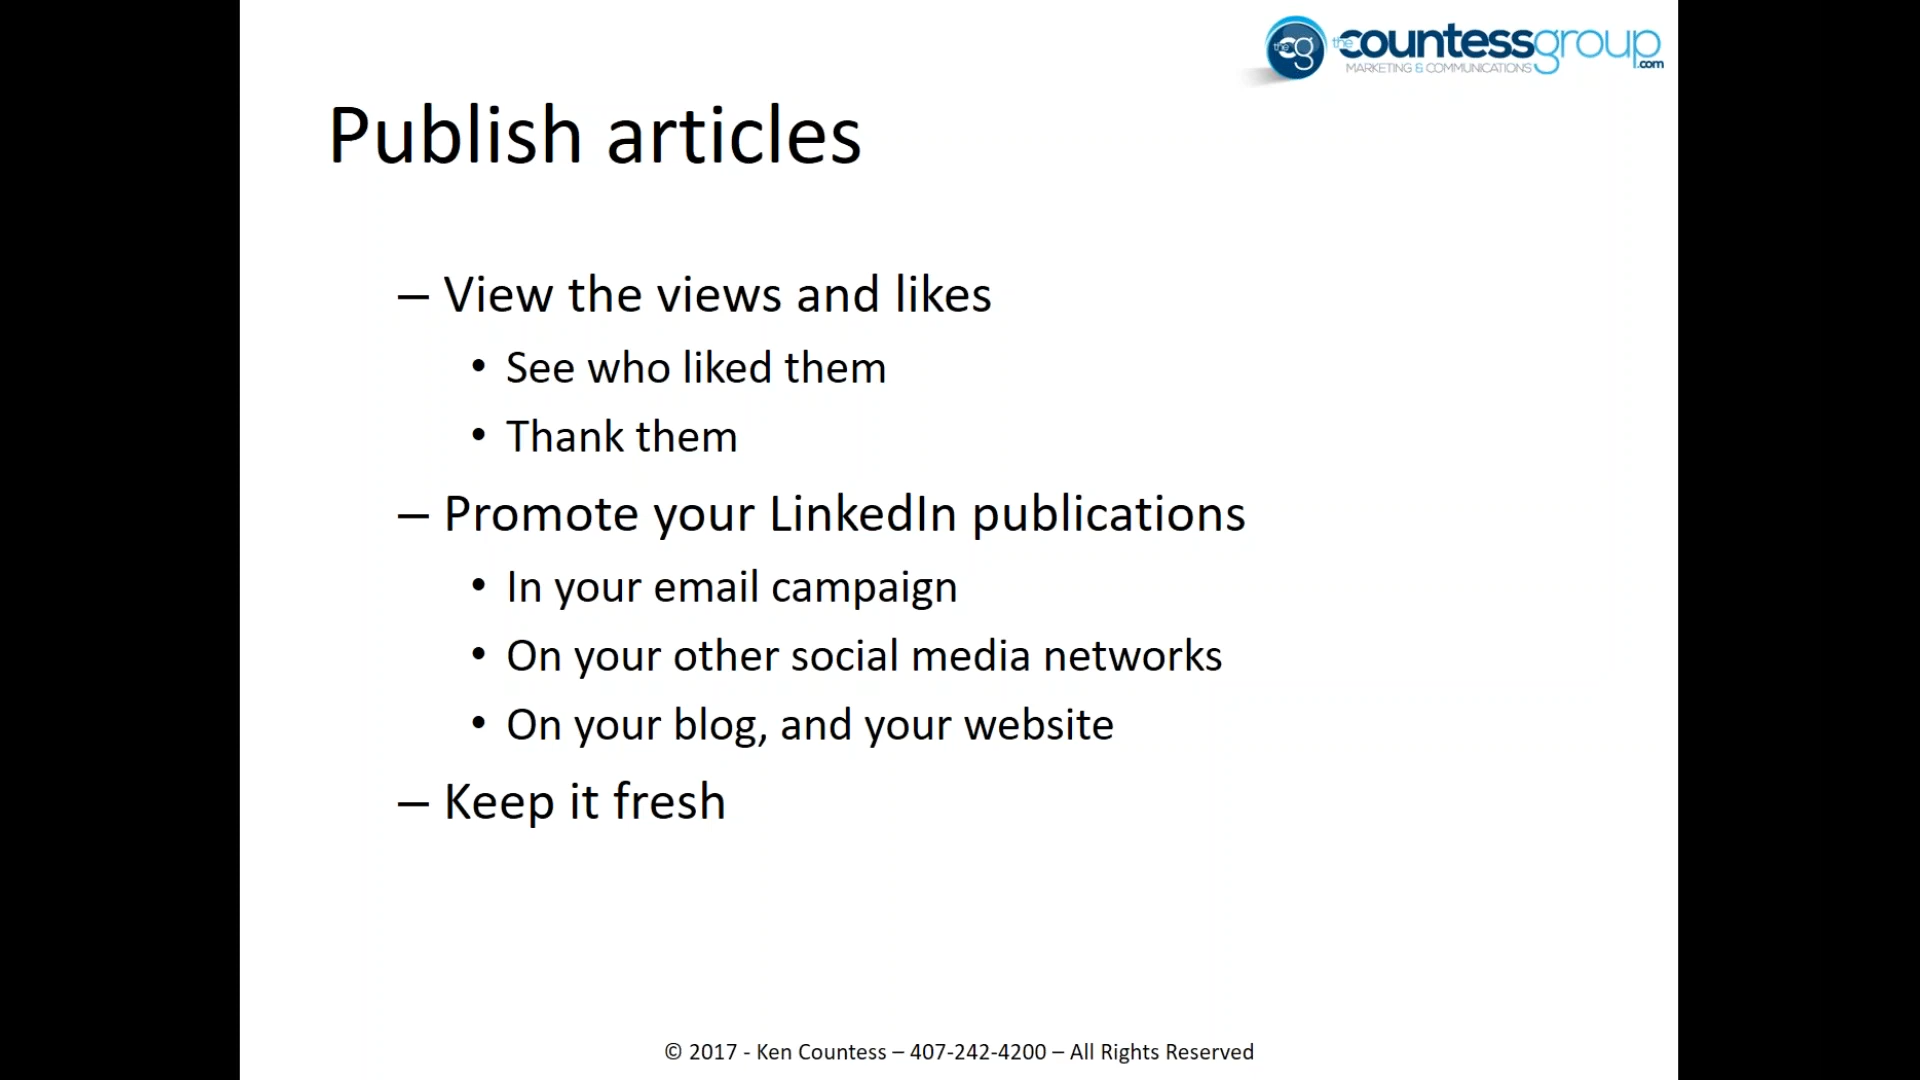 the cg the countessgroup.com
MARKETING & COMMUNICATIONS
Publish articles
– View the views and likes
• See who liked them
• Thank them
– Promote your LinkedIn publications
• In your email campaign
• On your other social media networks
• On your blog, and your website
– Keep it fresh
© 2017 - Ken Countess – 407-242-4200 – All Rights Reserved